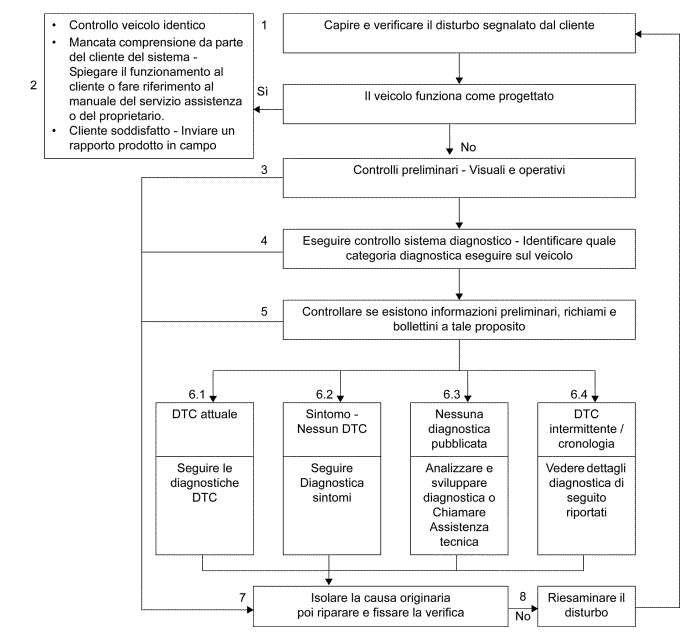 1
Capire e verificare il disturbo segnalato dal cliente
2
• Controllo veicolo identico
• Mancata comprensione da parte
del cliente del sistema -
Spiegare il funzionamento al
cliente o fare riferimento al
manuale del servizio assistenza
o del proprietario.
• Cliente soddisfatto - Inviare un
rapporto prodotto in campo
Sì
Il veicolo funziona come progettato
No
3
Controlli preliminari - Visuali e operativi
4
Eseguire controllo sistema diagnostico - Identificare quale
categoria diagnostica eseguire sul veicolo
5
Controllare se esistono informazioni preliminari, richiami e
bollettini a tale proposito
6.1
DTC attuale
Seguire le
diagnostiche
DTC
6.2
Sintomo -
Nessun DTC
Seguire
Diagnostica
sintomi
6.3
Nessuna
diagnostica
pubblicata
Analizzare e
sviluppare
diagnostica o
Chiamare
Assistenza
tecnica
6.4
DTC
intermittente /
cronologia
Vedere dettagli
diagnostica di
seguito
riportati
7
Isolare la causa originaria
poi riparare e fissare la verifica
8
No
Riesaminare il
disturbo